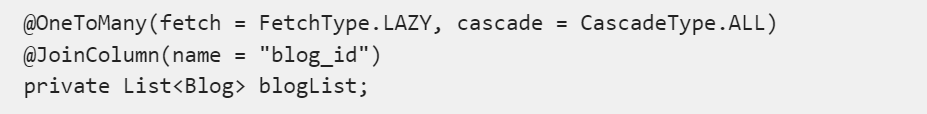 @OneToMany(fetch = FetchType.LAZY, cascade = CascadeType.ALL)
@JoinColumn(name = "blog_id")
private List<Blog> blogList;